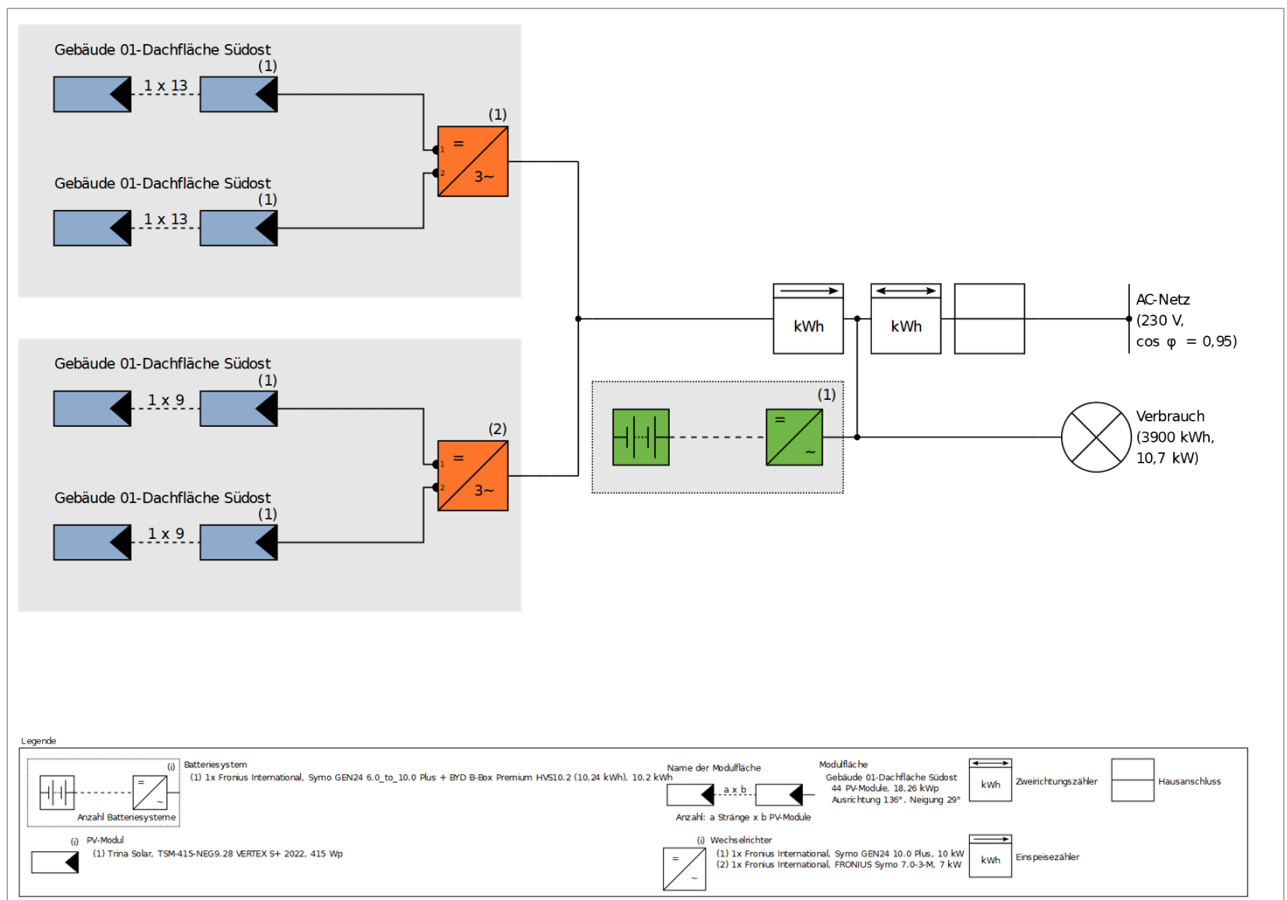 Gebäude 01-Dachfläche Südost
(1)
1 x 13
(1)
=
1
2
3~
Gebäude 01-Dachfläche Südost
(1)
1 x 13
kWh
kWh
AC-Netz
(230 V,
cos φ = 0,95)
Gebäude 01-Dachfläche Südost
(1)
1 x 9
(2)
=
1
2
3~
Gebäude 01-Dachfläche Südost
(1)
1 x 9
(1)
=
~
Verbrauch
(3900 kWh,
10,7 kW)
Legende
(i)
=
~
Anzahl Batteriesysteme
Batteriesystem
(1) 1x Fronius International, Symo GEN24 6.0_to_10.0 Plus + BYD B-Box Premium HVS10.2 (10,24 kWh), 10,2 kWh
(i) PV-Modul
(1) Trina Solar, TSM-415-NEG9.28 VERTEX S+ 2022, 415 Wp
Name der Modulfläche
a x b
Anzahl: a Stränge x b PV-Module
Modulfläche
Gebäude 01-Dachfläche Südost
44 PV-Module, 18,26 kWp
Ausrichtung 136°, Neigung 29°
(i) Wechselrichter
=
~
(1) 1x Fronius International, Symo GEN24 10.0 Plus, 10 kW
(2) 1x Fronius International, FRONIUS Symo 7.0-3-M, 7 kW
kWh
Zweirichtungszähler
Hausanschluss
kWh
Einspeisezähler